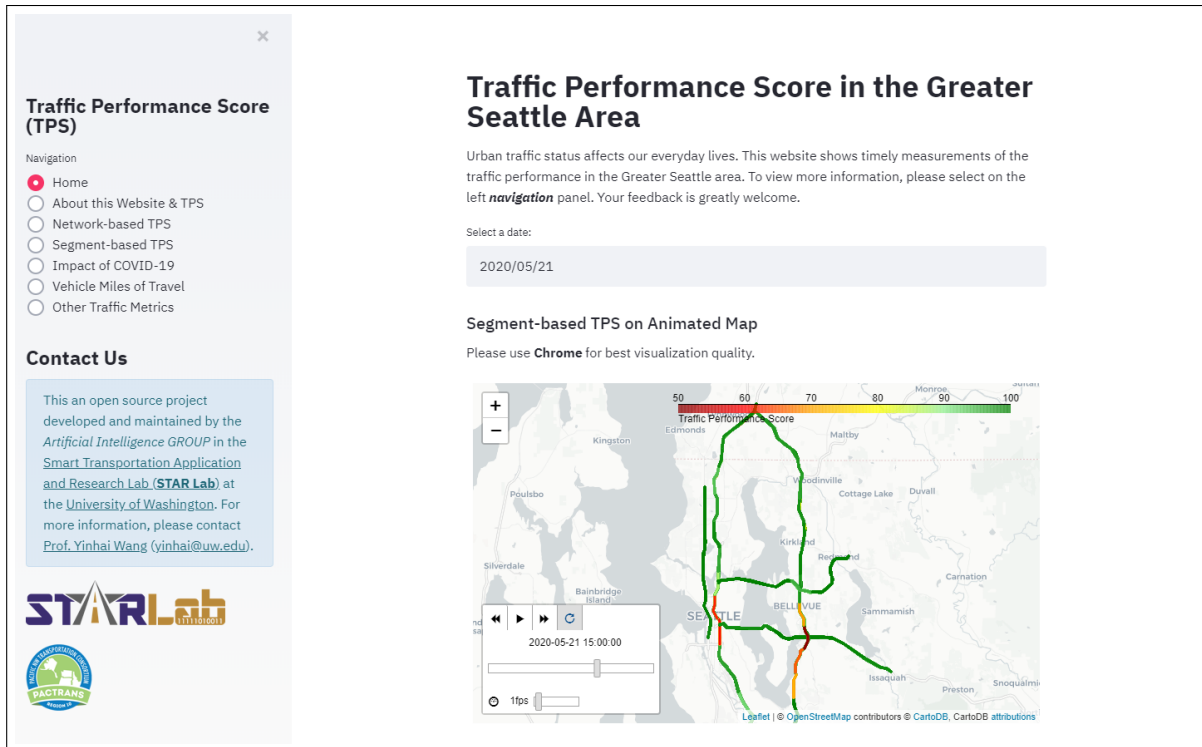 ×
Traffic Performance Score
(TPS)
Navigation
Home
About this Website & TPS
Network-based TPS
Segment-based TPS
Impact of COVID-19
Vehicle Miles of Travel
Other Traffic Metrics
Contact Us
This an open source project
developed and maintained by the
Artificial Intelligence GROUP in the
Smart Transportation Application
and Research Lab (STAR Lab) at
the University of Washington. For
more information, please contact
Prof. Yinhai Wang (yinhai@uw.edu).
STARLab
11111010011
PACIFIC NW TRANSPORTATION CONSORTIUM
PACTRANS
REGION 10
Traffic Performance Score in the Greater
Seattle Area
Urban traffic status affects our everyday lives. This website shows timely measurements of the
traffic performance in the Greater Seattle area. To view more information, please select on the
left navigation panel. Your feedback is greatly welcome.
Select a date:
2020/05/21
Segment-based TPS on Animated Map
Please use Chrome for best visualization quality.
+
−
50 60 70 80 90 100
Traffic Performance Score
Monroe
Sultan
Edmonds
Kingston
Maltby
Woodinville
Poulsbo
Cottage Lake
Duvall
Kirkland
Redmond
Silverdale
Carnation
Bainbridge
Island
SEATTLE
BELLEVUE
Sammamish
2020-05-21 15:00:00
1fps
Issaquah
Preston
Snoqualmi
Leaflet | © OpenStreetMap contributors © CartoDB, CartoDB attributions